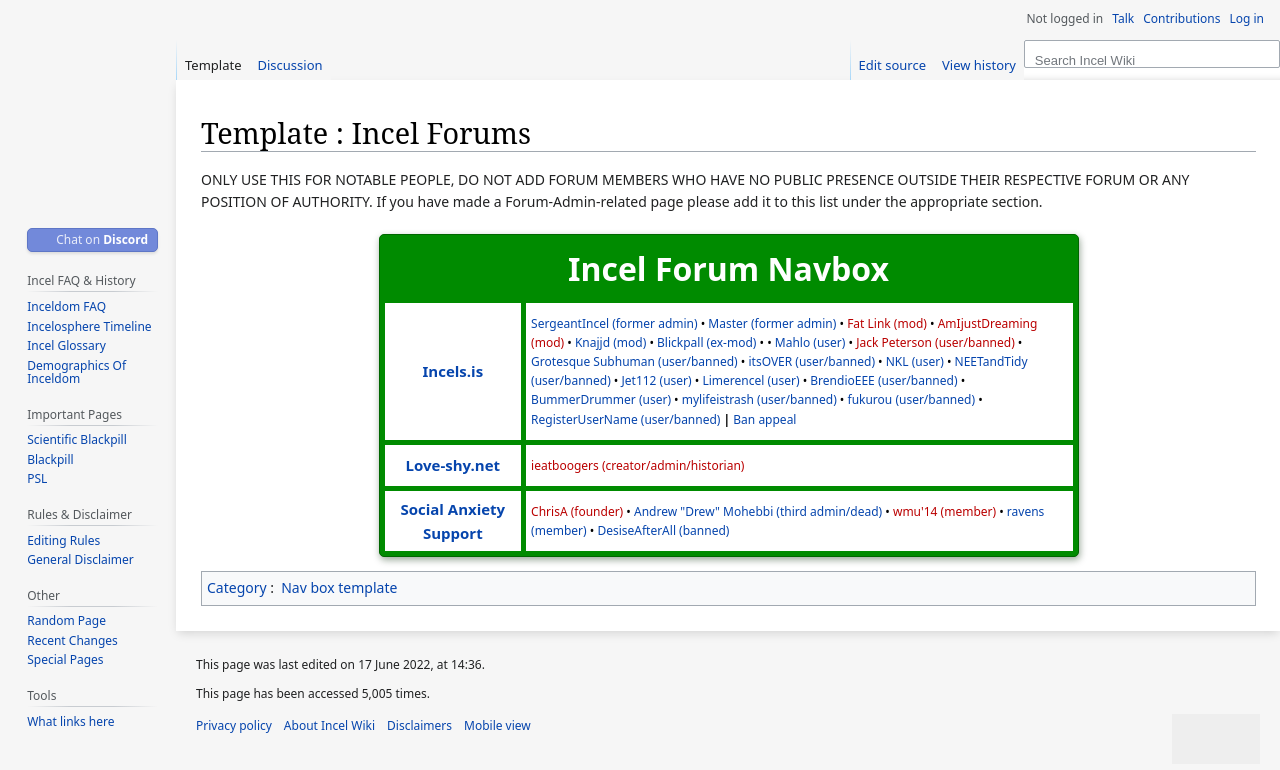 Not logged in Talk Contributions Log in
Template Discussion Edit source View history Search Incel Wiki
Template : Incel Forums
ONLY USE THIS FOR NOTABLE PEOPLE, DO NOT ADD FORUM MEMBERS WHO HAVE NO PUBLIC PRESENCE OUTSIDE THEIR RESPECTIVE FORUM OR ANY
POSITION OF AUTHORITY. If you have made a Forum-Admin-related page please add it to this list under the appropriate section.
Incel Forum Navbox
Incels.is
SergeantIncel (former admin) • Master (former admin) • Fat Link (mod) • AmIjustDreaming
(mod) • Knajjd (mod) • Blickpall (ex-mod) • • Mahlo (user) • Jack Peterson (user/banned) •
Grotesque Subhuman (user/banned) • itsOVER (user/banned) • NKL (user) • NEETandTidy
(user/banned) • Jet112 (user) • Limerencel (user) • BrendioEEE (user/banned) •
BummerDrummer (user) • mylifeistrash (user/banned) • fukurou (user/banned) •
RegisterUserName (user/banned) | Ban appeal
Love-shy.net
ieatboogers (creator/admin/historian)
Social Anxiety
Support
ChrisA (founder) • Andrew "Drew" Mohebbi (third admin/dead) • wmu'14 (member) • ravens
(member) • DesiseAfterAll (banned)
Category : Nav box template
Chat on Discord
Incel FAQ & History
Inceldom FAQ
Incelosphere Timeline
Incel Glossary
Demographics Of
Inceldom
Important Pages
Scientific Blackpill
Blackpill
PSL
Rules & Disclaimer
Editing Rules
General Disclaimer
Other
Random Page
Recent Changes
Special Pages
Tools
What links here
This page was last edited on 17 June 2022, at 14:36.
This page has been accessed 5,005 times.
Privacy policy About Incel Wiki Disclaimers Mobile view